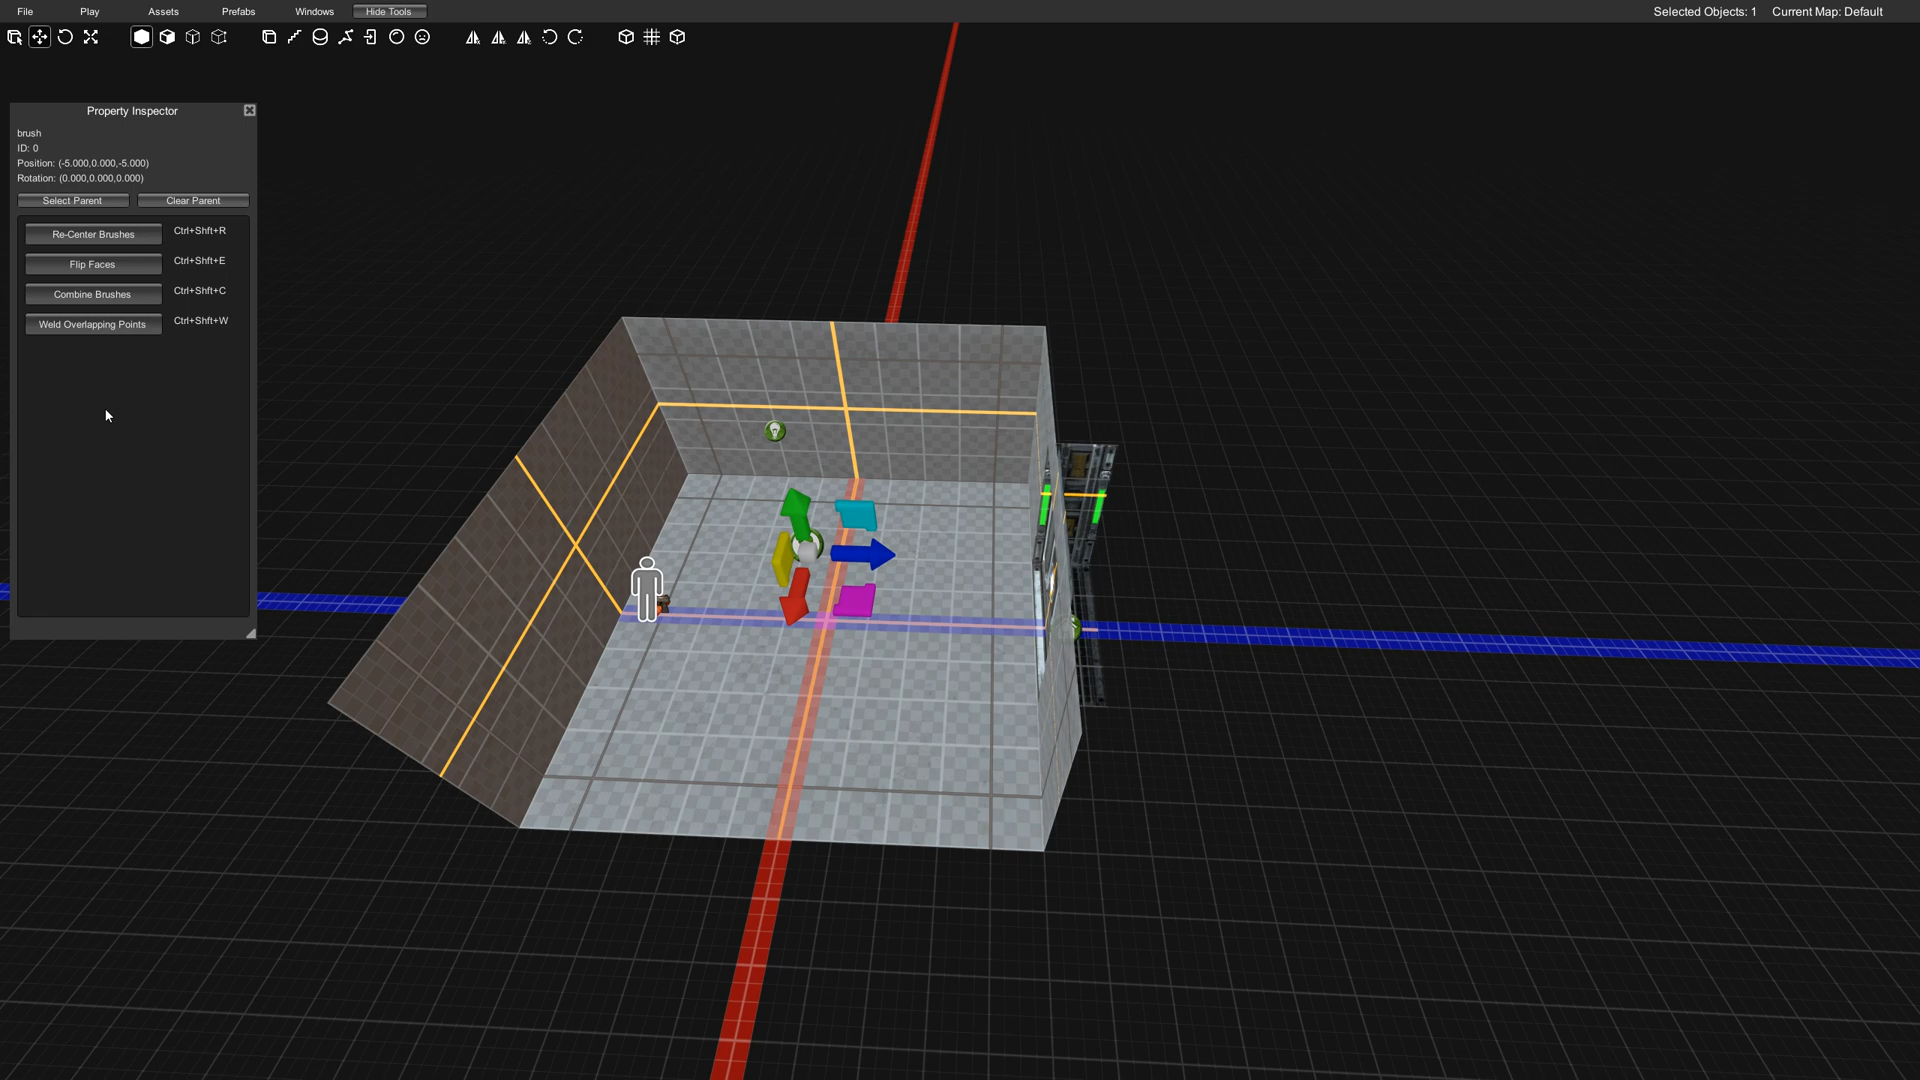 File Play Assets Prefabs Windows Hide Tools Selected Objects: 1 Current Map: Default
Property Inspector
brush
ID: 0
Position: (-5.000,0.000,-5.000)
Rotation: (0.000,0.000,0.000)
Select Parent Clear Parent
Re-Center Brushes Ctrl+Shft+R
Flip Faces Ctrl+Shft+E
Combine Brushes Ctrl+Shft+C
Weld Overlapping Points Ctrl+Shft+W